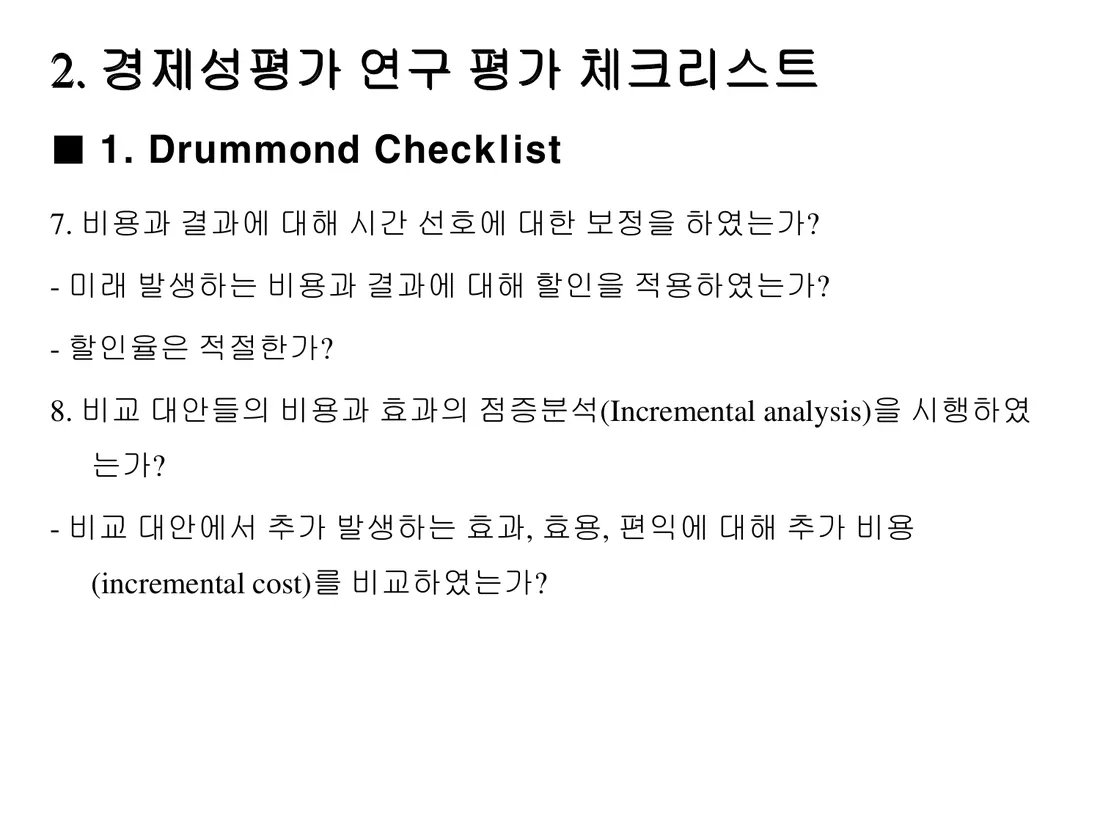 2. 경제성평가 연구 평가 체크리스트
■ 1. Drummond Checklist
7. 비용과 결과에 대해 시간 선호에 대한 보정을 하였는가?
- 미래 발생하는 비용과 결과에 대해 할인을 적용하였는가?
- 할인율은 적절한가?
8. 비교 대안들의 비용과 효과의 점증분석(Incremental analysis)을 시행하였
는가?
- 비교 대안에서 추가 발생하는 효과, 효용, 편익에 대해 추가 비용
(incremental cost)를 비교하였는가?